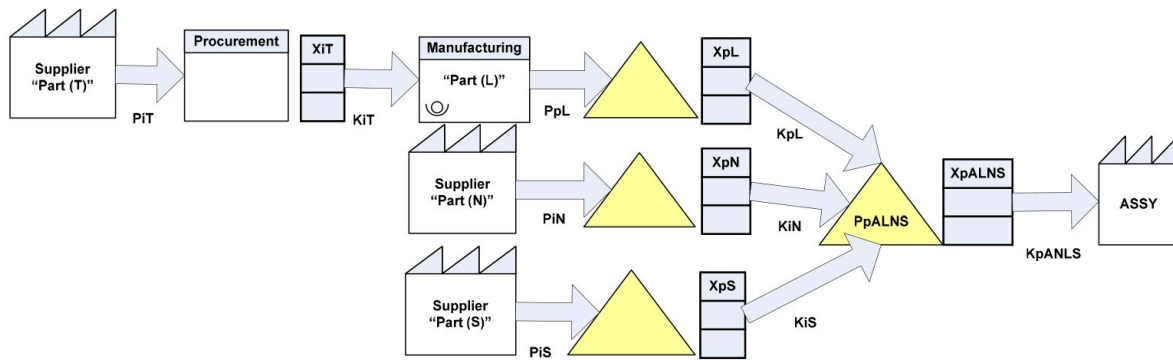 Supplier
“Part (T)”
PiT
Procurement
XiT
KiT
Manufacturing
“Part (L)”
PpL
XpL
KpL
Supplier
“Part (N)”
PiN
XpN
KiN
Supplier
“Part (S)”
PiS
XpS
KiS
PpALNS
XpALNS
KpANLS
ASSY